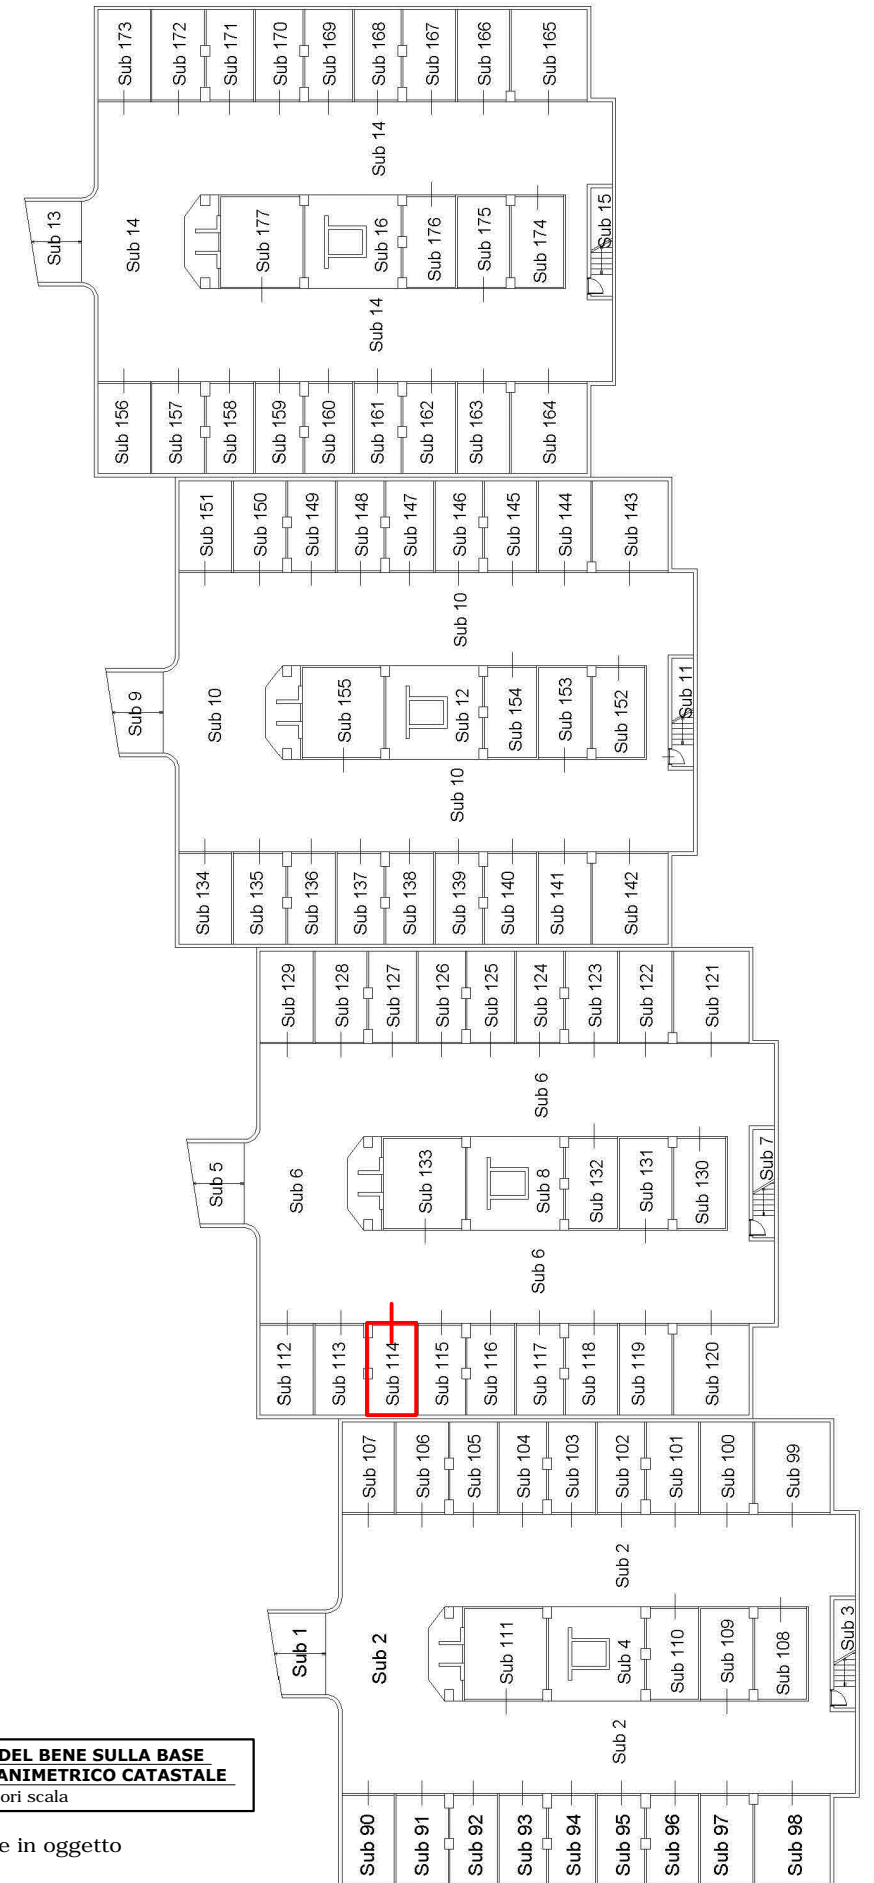 Sub 173
Sub 172
Sub 171
Sub 170
Sub 169
Sub 168
Sub 167
Sub 166
Sub 165
Sub 14
Sub 13
Sub 14
Sub 177
Sub 16
Sub 176
Sub 175
Sub 174
Sub 15
Sub 14
Sub 156
Sub 157
Sub 158
Sub 159
Sub 160
Sub 161
Sub 162
Sub 163
Sub 164
Sub 151
Sub 150
Sub 149
Sub 148
Sub 147
Sub 146
Sub 145
Sub 144
Sub 143
Sub 10
Sub 9
Sub 10
Sub 155
Sub 12
Sub 154
Sub 153
Sub 152
Sub 11
Sub 10
Sub 134
Sub 135
Sub 136
Sub 137
Sub 138
Sub 139
Sub 140
Sub 141
Sub 142
Sub 129
Sub 128
Sub 127
Sub 126
Sub 125
Sub 124
Sub 123
Sub 122
Sub 121
Sub 6
Sub 5
Sub 6
Sub 133
Sub 8
Sub 132
Sub 131
Sub 130
Sub 7
Sub 6
Sub 112
Sub 113
Sub 114
Sub 115
Sub 116
Sub 117
Sub 118
Sub 119
Sub 120
Sub 107
Sub 106
Sub 105
Sub 104
Sub 103
Sub 102
Sub 101
Sub 100
Sub 99
Sub 2
Sub 1
Sub 2
Sub 111
Sub 4
Sub 110
Sub 109
Sub 108
Sub 3
Sub 2
Sub 90
Sub 91
Sub 92
Sub 93
Sub 94
Sub 95
Sub 96
Sub 97
Sub 98
DEL BENE SULLA BASE
ANIMETRICO CATASTALE
ori scala
e in oggetto